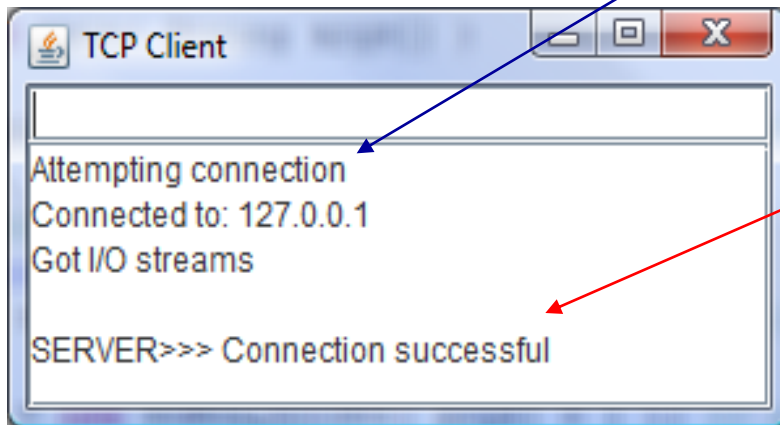 TCP Client
Attempting connection
Connected to: 127.0.0.1
Got I/O streams
SERVER>>> Connection successful